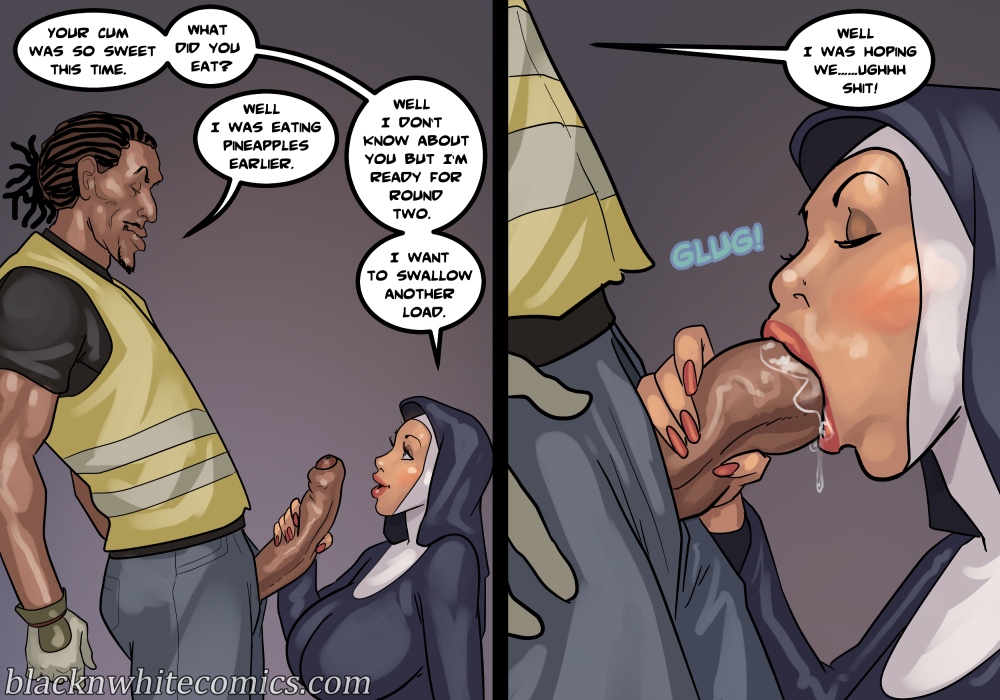 YOUR CUM
WAS SO SWEET
THIS TIME.
WHAT
DID YOU
EAT?
WELL
I WAS EATING
PINEAPPLES
EARLIER.
WELL
I DON'T
KNOW ABOUT
YOU BUT I'M
READY FOR
ROUND
TWO.
I WANT
TO SWALLOW
ANOTHER
LOAD.
WELL
I WAS HOPING
WE......UGHHH
SHIT!
GLUG!
blacknwhitecomics.com